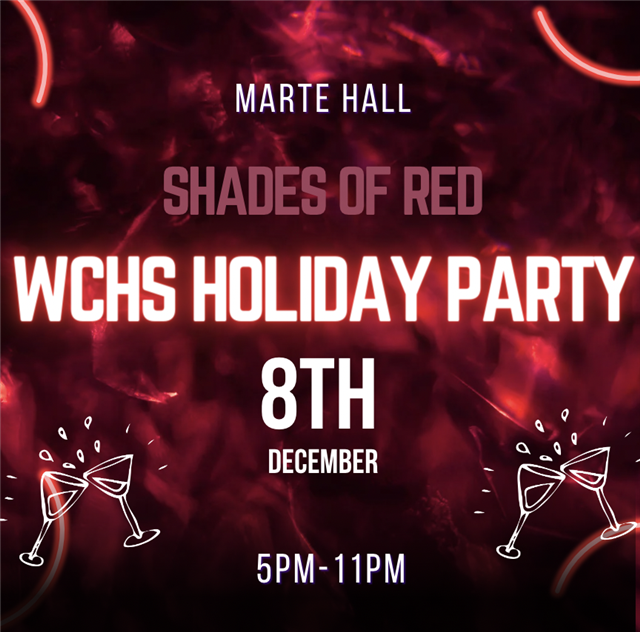 MARTE HALL
SHADES OF RED
WCHS HOLIDAY PARTY
8TH
DECEMBER
5PM-11PM